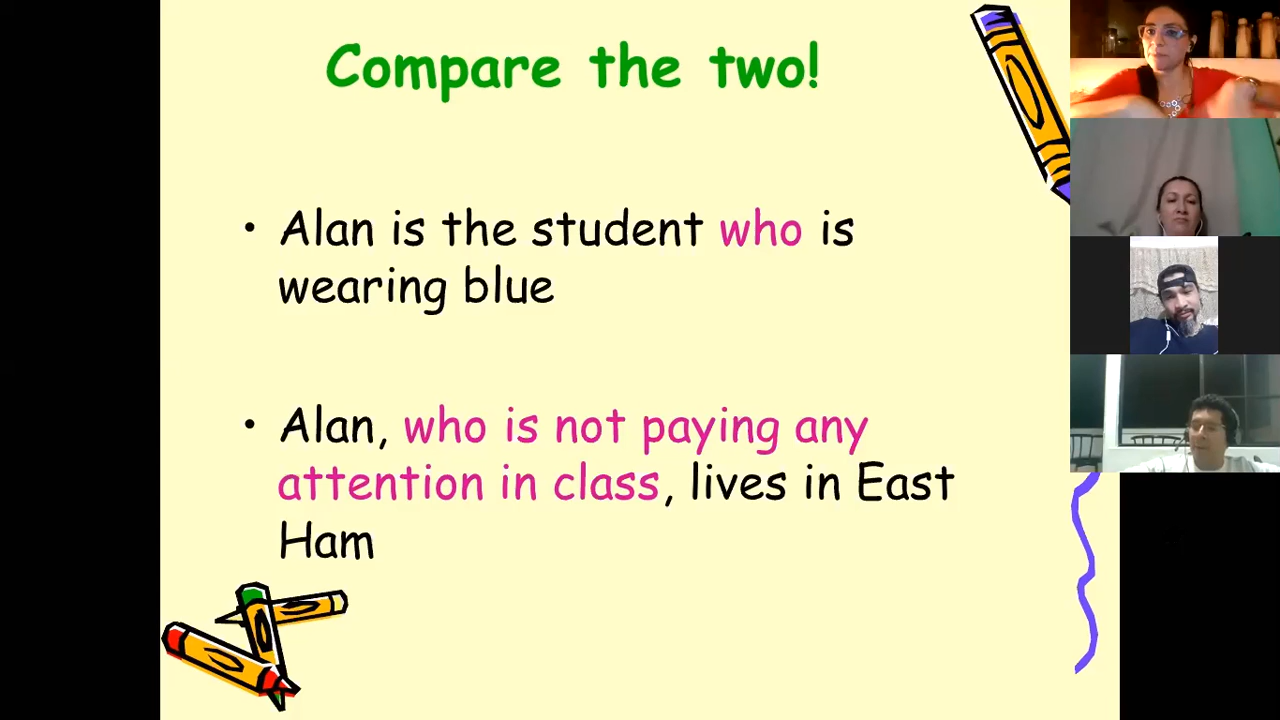 Compare the two!
• Alan is the student who is
wearing blue
• Alan, who is not paying any
attention in class, lives in East
Ham